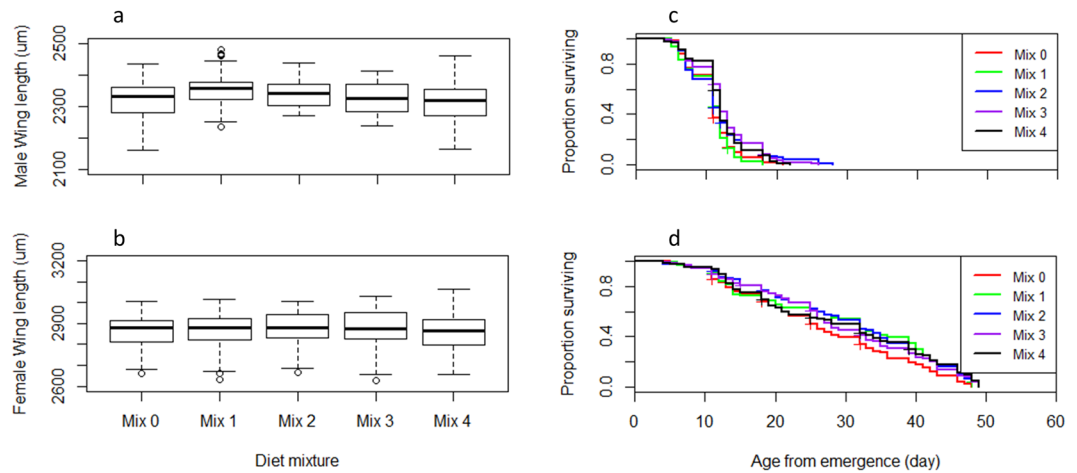 a
Male Wing length (um)
2500
2300
2100
b
Female Wing length (um)
3200
2900
2600
Mix 0 Mix 1 Mix 2 Mix 3 Mix 4
Diet mixture
c
Proportion surviving
0.8
0.4
0.0
Mix 0
Mix 1
Mix 2
Mix 3
Mix 4
d
Proportion surviving
0.8
0.4
0.0
Mix 0
Mix 1
Mix 2
Mix 3
Mix 4
0 10 20 30 40 50 60
Age from emergence (day)